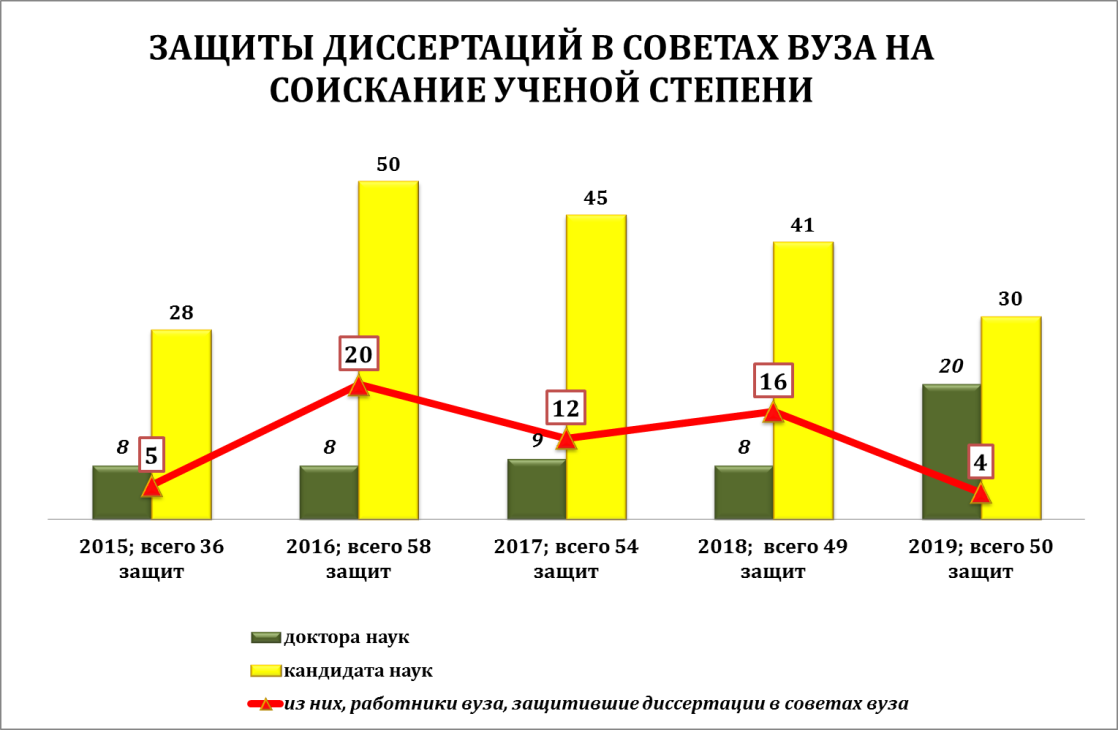 ЗАЩИТЫ ДИССЕРТАЦИЙ В СОВЕТАХ ВУЗА НА
СОИСКАНИЕ УЧЕНОЙ СТЕПЕНИ
50
45
41
28
30
20
20
16
12
8
5
8
9
8
4
2015; всего 36
защит
2016; всего 58
защит
2017; всего 54
защит
2018; всего 49
защит
2019; всего 50
защит
доктора наук
кандидата наук
из них, работники вуза, защитившие диссертации в советах вуза